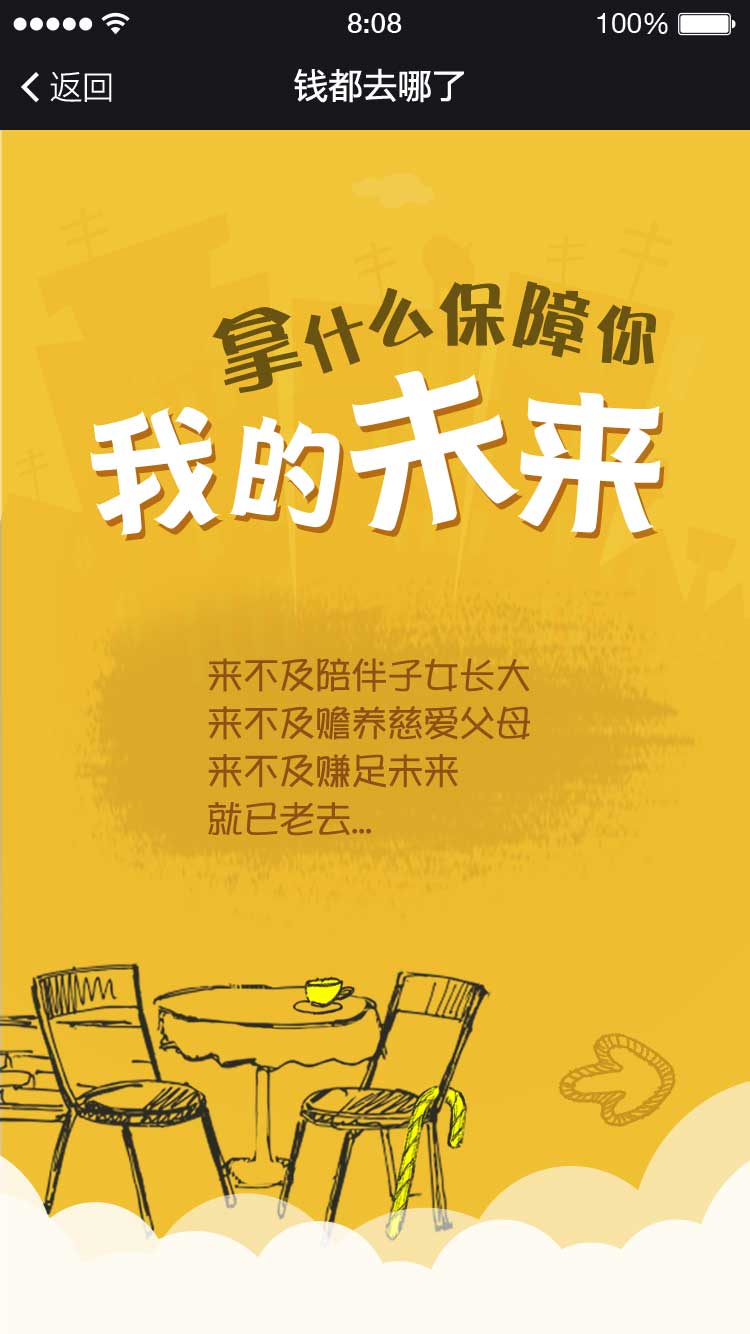 8:08
100%
返回
钱都去哪了
拿什么保障你
我的未来
来不及陪伴子女长大
来不及赡养慈爱父母
来不及赚足未来
就已老去...